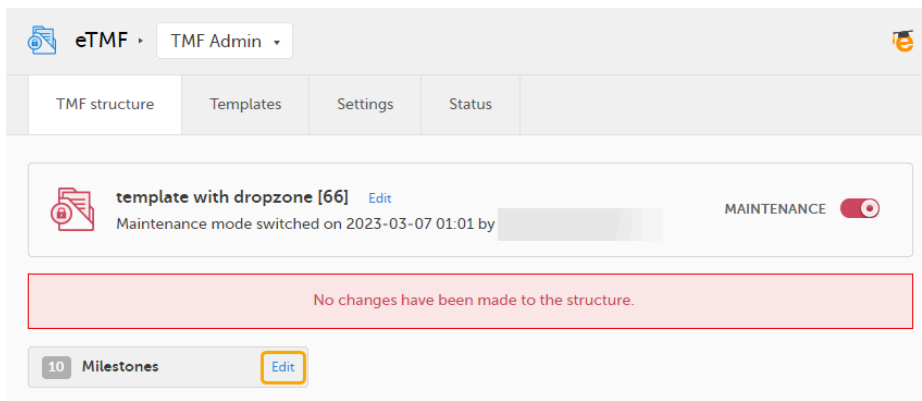 eTMF
TMF Admin
TMF structure
Templates
Settings
Status
template with dropzone [66] Edit
Maintenance mode switched on 2023-03-07 01:01 by
MAINTENANCE
No changes have been made to the structure.
10 Milestones Edit